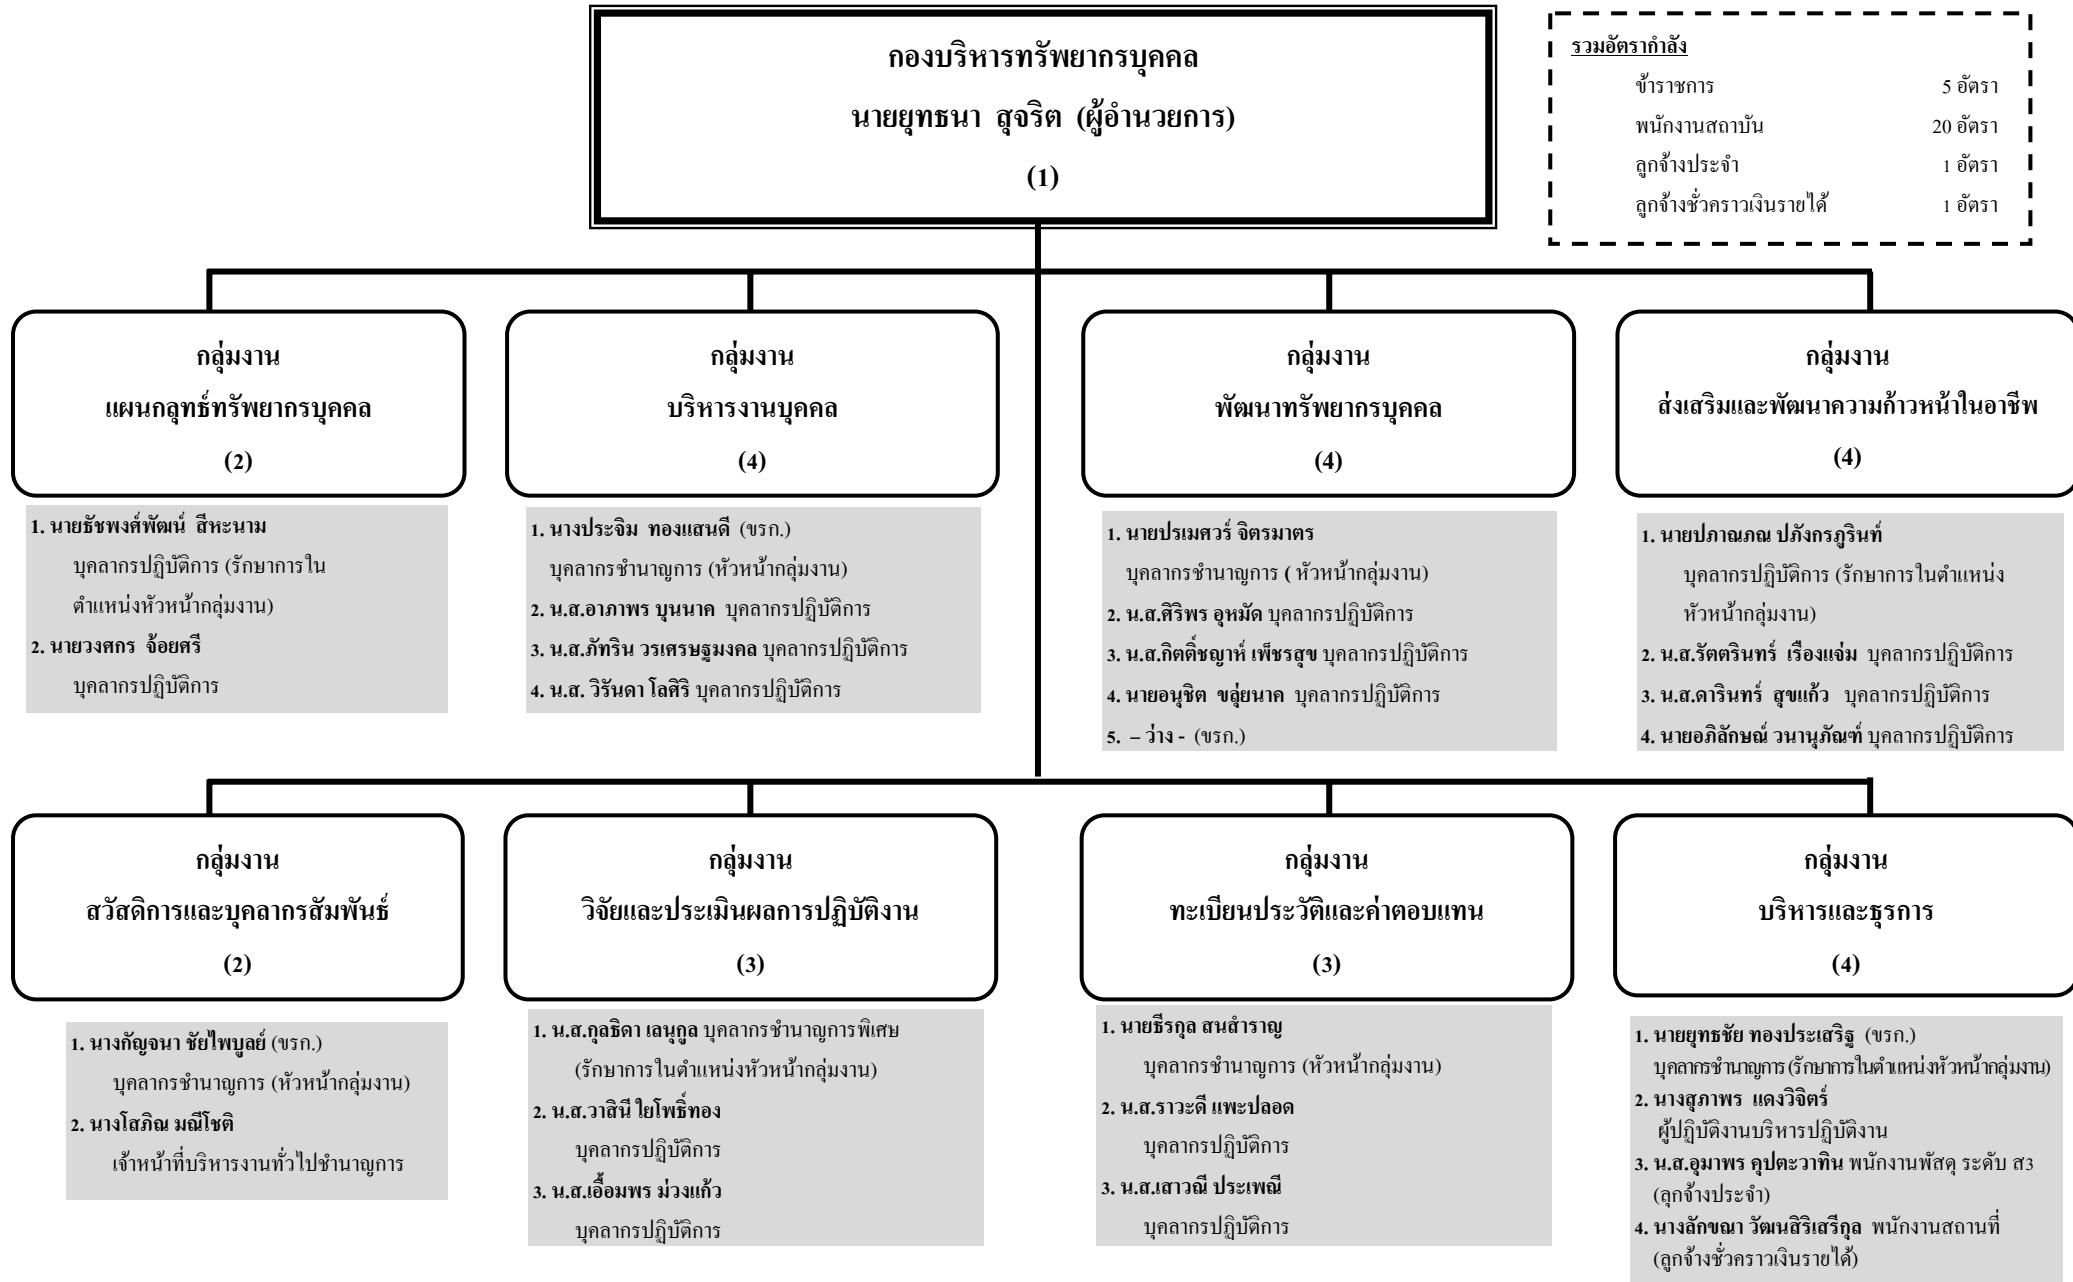 กองบริหารทรัพยากรบุคคล
นายยุทธนา สุจริต (ผู้อำนวยการ)
(1)
รวมอัตรากำลัง
ข้าราชการ 5 อัตรา
พนักงานสถาบัน 20 อัตรา
ลูกจ้างประจำ 1 อัตรา
ลูกจ้างชั่วคราวเงินรายได้ 1 อัตรา
กลุ่มงาน
แผนกลุทธ์ทรัพยากรบุคคล
(2)
1. นายธัชพงศ์พัฒน์ สีหะนาม
บุคลากรปฏิบัติการ (รักษาการใน
ตำแหน่งหัวหน้ากลุ่มงาน)
2. นายวงศกร จ้อยศรี
บุคลากรปฏิบัติการ
กลุ่มงาน
บริหารงานบุคคล
(4)
1. นางประจิม ทองแสนดี (ขรก.)
บุคลากรชำนาญการ (หัวหน้ากลุ่มงาน)
2. น.ส.อาภาพร บุนนาค บุคลากรปฏิบัติการ
3. น.ส.ภัทริน วรเศรษฐมงคล บุคลากรปฏิบัติการ
4. น.ส. วิรันดา โลศิริ บุคลากรปฏิบัติการ
กลุ่มงาน
พัฒนาทรัพยากรบุคคล
(4)
1. นายปรเมศวร์ จิตรมาตร
บุคลากรชำนาญการ ( หัวหน้ากลุ่มงาน)
2. น.ส.ศิริพร อุหมัด บุคลากรปฏิบัติการ
3. น.ส.กิตติ์ชญาห์ เพ็ชรสุข บุคลากรปฏิบัติการ
4. นายอนุชิต ขลุ่ยนาค บุคลากรปฏิบัติการ
5. – ว่าง - (ขรก.)
กลุ่มงาน
ส่งเสริมและพัฒนาความก้าวหน้าในอาชีพ
(4)
1. นายปภาณภณ ปภังกรภูรินท์
บุคลากรปฏิบัติการ (รักษาการในตำแหน่ง
หัวหน้ากลุ่มงาน)
2. น.ส.รัตตรินทร์ เรืองแจ่ม บุคลากรปฏิบัติการ
3. น.ส.ดารินทร์ สุขแก้ว บุคลากรปฏิบัติการ
4. นายอภิลักษณ์ วนานุภัณฑ์ บุคลากรปฏิบัติการ
กลุ่มงาน
สวัสดิการและบุคลากรสัมพันธ์
(2)
1. นางกัญจนา ชัยไพบูลย์ (ขรก.)
บุคลากรชำนาญการ (หัวหน้ากลุ่มงาน)
2. นางโสภิณ มณีโชติ
เจ้าหน้าที่บริหารงานทั่วไปชำนาญการ
กลุ่มงาน
วิจัยและประเมินผลการปฏิบัติงาน
(3)
1. น.ส.กุลธิดา เลนุกูล บุคลากรชำนาญการพิเศษ
(รักษาการในตำแหน่งหัวหน้ากลุ่มงาน)
2. น.ส.วาสินี ใยโพธิ์ทอง
บุคลากรปฏิบัติการ
3. น.ส.เอื้อมพร ม่วงแก้ว
บุคลากรปฏิบัติการ
กลุ่มงาน
ทะเบียนประวัติและค่าตอบแทน
(3)
1. นายธีรกุล สนสำราญ
บุคลากรชำนาญการ (หัวหน้ากลุ่มงาน)
2. น.ส.ราวะดี แพะปลอด
บุคลากรปฏิบัติการ
3. น.ส.เสาวณี ประเพณี
บุคลากรปฏิบัติการ
กลุ่มงาน
บริหารและธุรการ
(4)
1. นายยุทธชัย ทองประเสริฐ (ขรก.)
บุคลากรชำนาญการ (รักษาการในตำแหน่งหัวหน้ากลุ่มงาน)
2. นางสุภาพร แดงวิจิตร์
ผู้ปฏิบัติงานบริหารปฏิบัติงาน
3. น.ส.อุมาพร คุปตะวาทิน พนักงานพัสดุ ระดับ ส3
(ลูกจ้างประจำ)
4. นางลักขณา วัฒนสิริเสรีกุล พนักงานสถานที่
(ลูกจ้างชั่วคราวเงินรายได้)